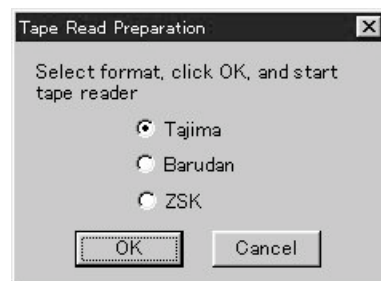 Tape Read Preparation
Select format, click OK, and start
tape reader
Tajima
Barudan
ZSK
OK Cancel